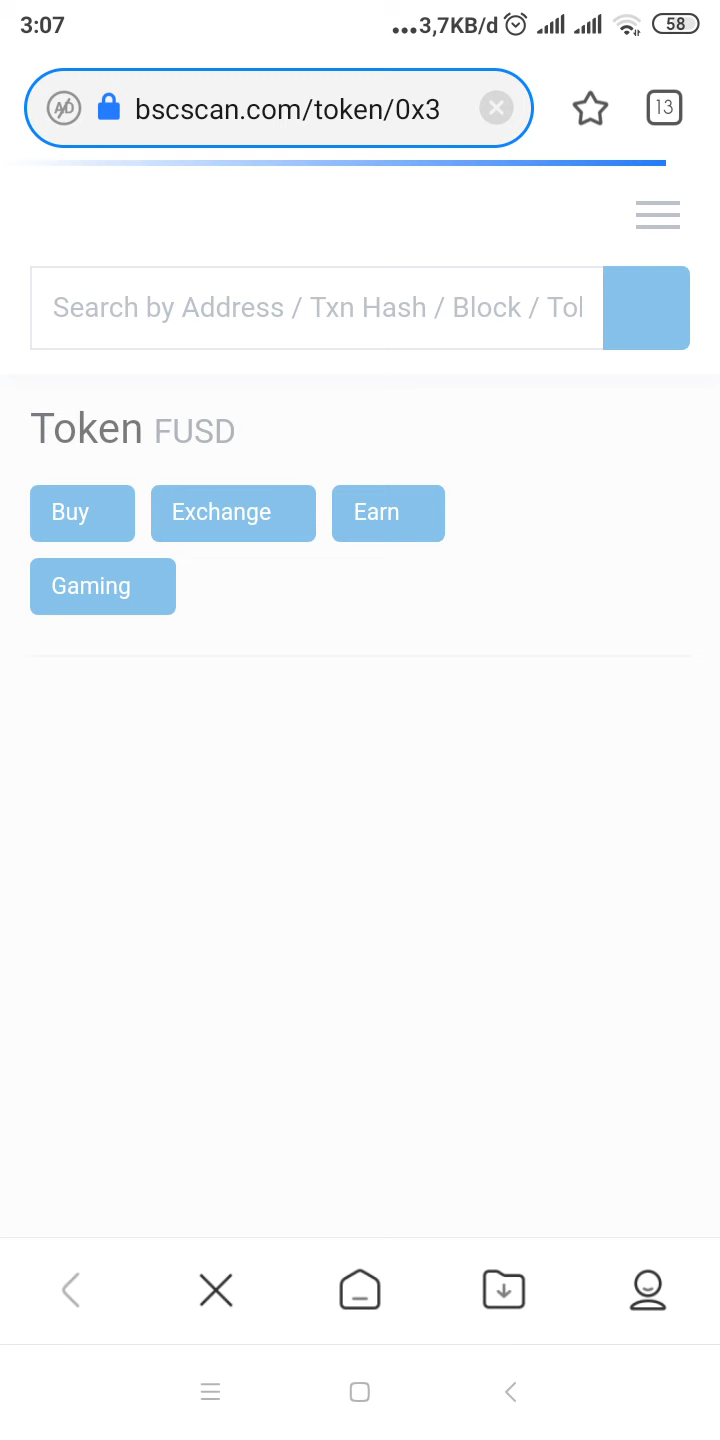 3:07 ...3,7KB/d 58
AD bscscan.com/token/0x3 13
Search by Address / Txn Hash / Block / Tol
Token FUSD
Buy Exchange Earn
Gaming